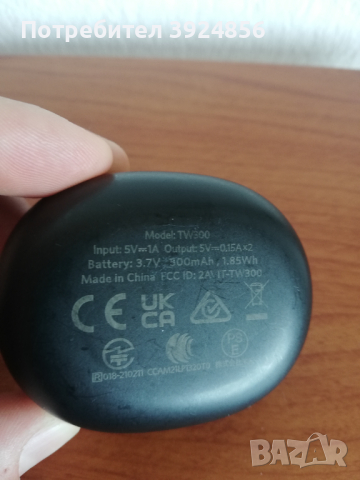 Потребител 3924856
Model: TW300
Input: 5V⎓1A Output: 5V⎓0.15A×2
Battery: 3.7V 500mAh, 1.85Wh
Made in China FCC ID:
CE UK CA
BAZAR